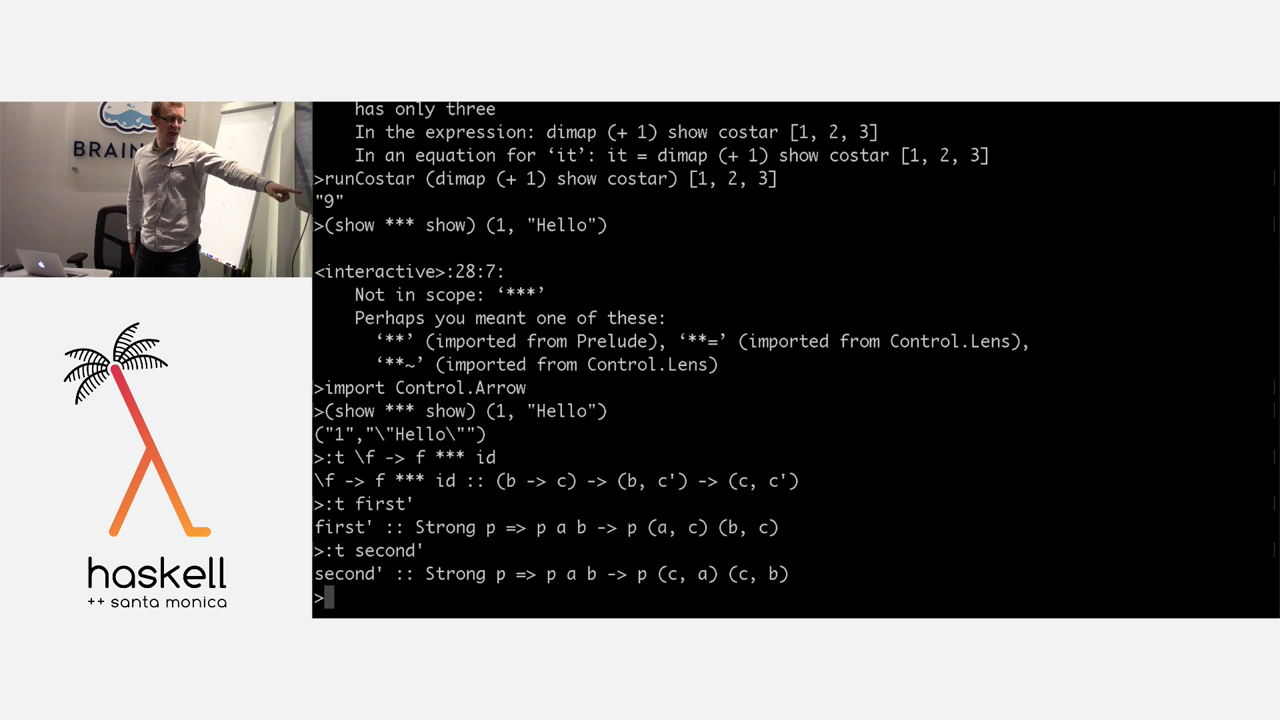 BRAIN
has only three
In the expression: dimap (+ 1) show costar [1, 2, 3]
In an equation for ‘it’: it = dimap (+ 1) show costar [1, 2, 3]
>runCostar (dimap (+ 1) show costar) [1, 2, 3]
"9"
>(show *** show) (1, "Hello")
<interactive>:28:7:
Not in scope: ‘***’
Perhaps you meant one of these:
‘**’ (imported from Prelude), ‘**=’ (imported from Control.Lens),
‘**~’ (imported from Control.Lens)
>import Control.Arrow
>(show *** show) (1, "Hello")
("1","\"Hello\"")
>:t \f -> f *** id
\f -> f *** id :: (b -> c) -> (b, c') -> (c, c')
>:t first'
first' :: Strong p => p a b -> p (a, c) (b, c)
>:t second'
second' :: Strong p => p a b -> p (c, a) (c, b)
>
haskell
++ santa monica